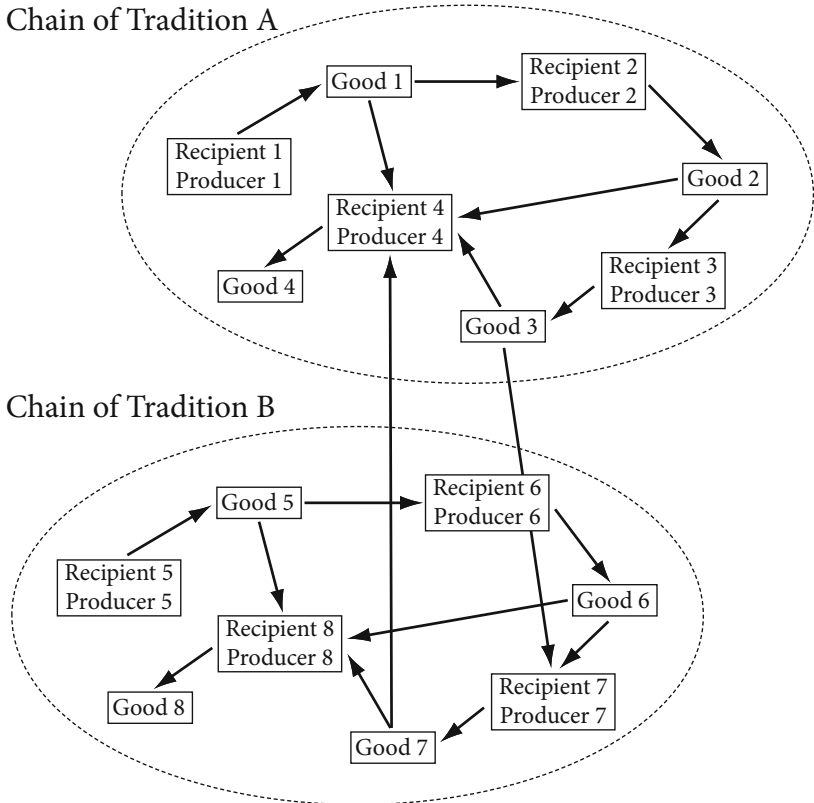 Chain of Tradition A
Good 1
Recipient 2
Producer 2
Recipient 1
Producer 1
Good 2
Recipient 4
Producer 4
Good 4
Recipient 3
Producer 3
Good 3
Chain of Tradition B
Good 5
Recipient 6
Producer 6
Recipient 5
Producer 5
Good 6
Recipient 8
Producer 8
Good 8
Recipient 7
Producer 7
Good 7